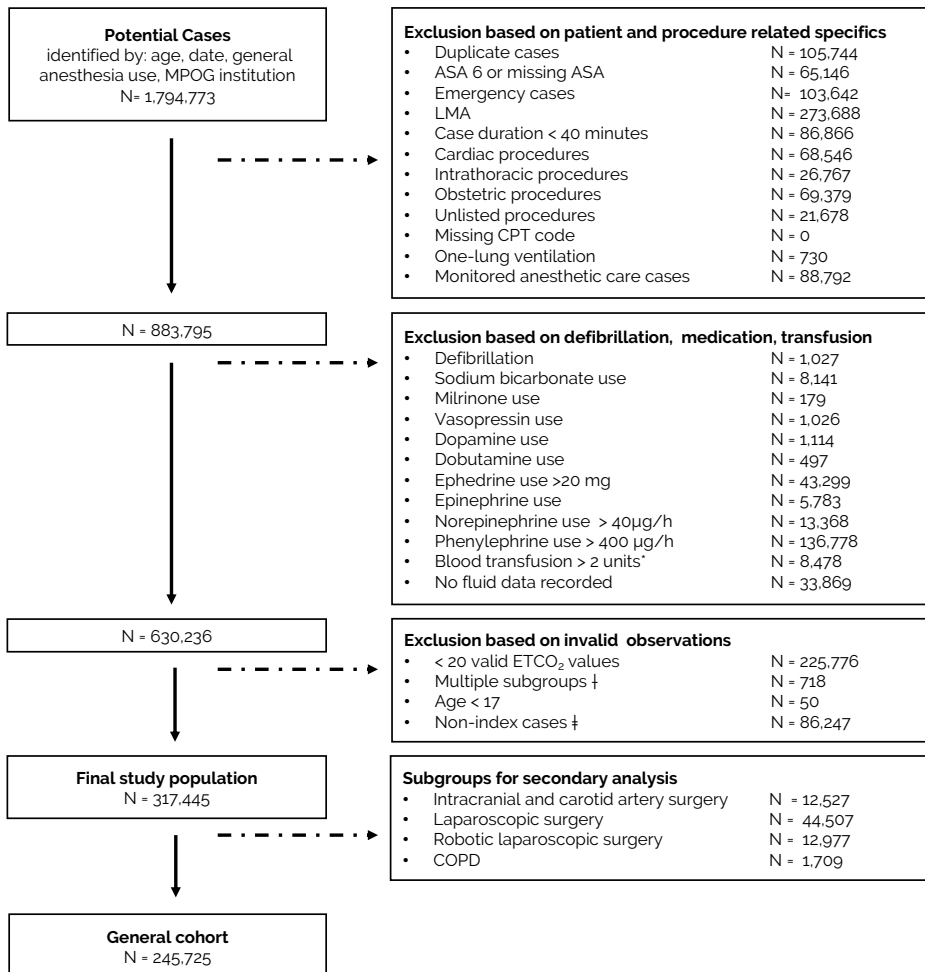 Potential Cases
identified by: age, date, general
anesthesia use, MPOG institution
N= 1,794,773
Exclusion based on patient and procedure related specifics
• Duplicate cases N = 105,744
• ASA 6 or missing ASA N = 65,146
• Emergency cases N= 103,642
• LMA N = 273,688
• Case duration < 40 minutes N = 86,866
• Cardiac procedures N = 68,546
• Intrathoracic procedures N = 26,767
• Obstetric procedures N = 69,379
• Unlisted procedures N = 21,678
• Missing CPT code N = 0
• One-lung ventilation N = 730
• Monitored anesthetic care cases N = 88,792
N = 883,795
Exclusion based on defibrillation, medication, transfusion
• Defibrillation N = 1,027
• Sodium bicarbonate use N = 8,141
• Milrinone use N = 179
• Vasopressin use N = 1,026
• Dopamine use N = 1,114
• Dobutamine use N = 497
• Ephedrine use >20 mg N = 43,299
• Epinephrine use N = 5,783
• Norepinephrine use > 40µg/h N = 13,368
• Phenylephrine use > 400 µg/h N = 136,778
• Blood transfusion > 2 units* N = 8,478
• No fluid data recorded N = 33,869
N = 630,236
Exclusion based on invalid observations
• < 20 valid ETCO₂ values N = 225,776
• Multiple subgroups ƚ N = 718
• Age < 17 N = 50
• Non-index cases ǂ N = 86,247
Final study population
N = 317,445
Subgroups for secondary analysis
• Intracranial and carotid artery surgery N = 12,527
• Laparoscopic surgery N = 44,507
• Robotic laparoscopic surgery N = 12,977
• COPD N = 1,709
General cohort
N = 245,725